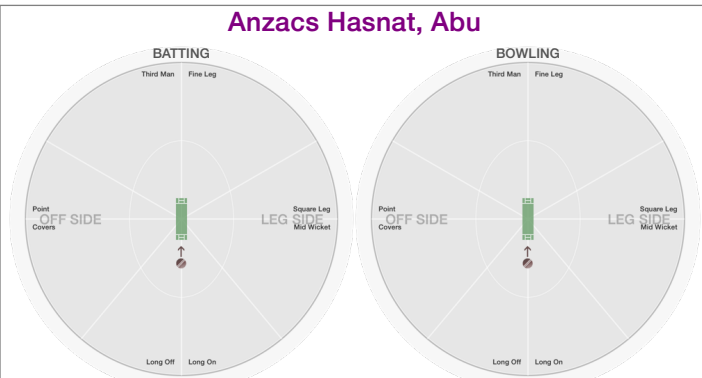 Anzacs Hasnat, Abu
BATTING
Third Man Fine Leg
Point
OFF SIDE
Covers
Square Leg
LEG SIDE
Mid Wicket
Long Off Long On
BOWLING
Third Man Fine Leg
Point
OFF SIDE
Covers
Square Leg
LEG SIDE
Mid Wicket
Long Off Long On